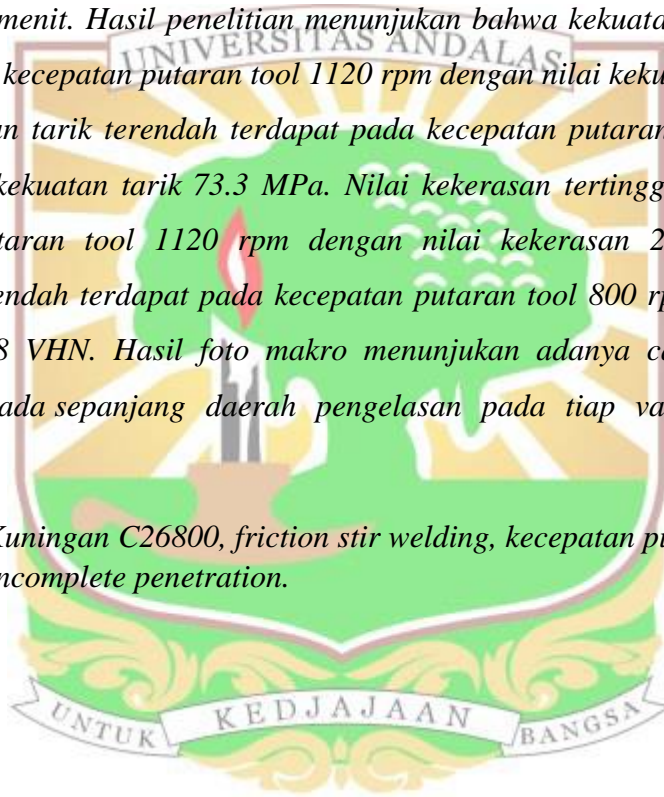 menit. Hasil penelitian menunjukan bahwa kekuata
UNIVERSITAS ANDALAS
kecepatan putaran tool 1120 rpm dengan nilai keku
n tarik terendah terdapat pada kecepatan putaran
kekuatan tarik 73.3 MPa. Nilai kekerasan tertingg
taran tool 1120 rpm dengan nilai kekerasan 2
endah terdapat pada kecepatan putaran tool 800 rp
8 VHN. Hasil foto makro menunjukan adanya ca
ada sepanjang daerah pengelasan pada tiap va
Kuningan C26800, friction stir welding, kecepatan pu
ncomplete penetration.
UNTUK KEDJAJAAN BANGSA